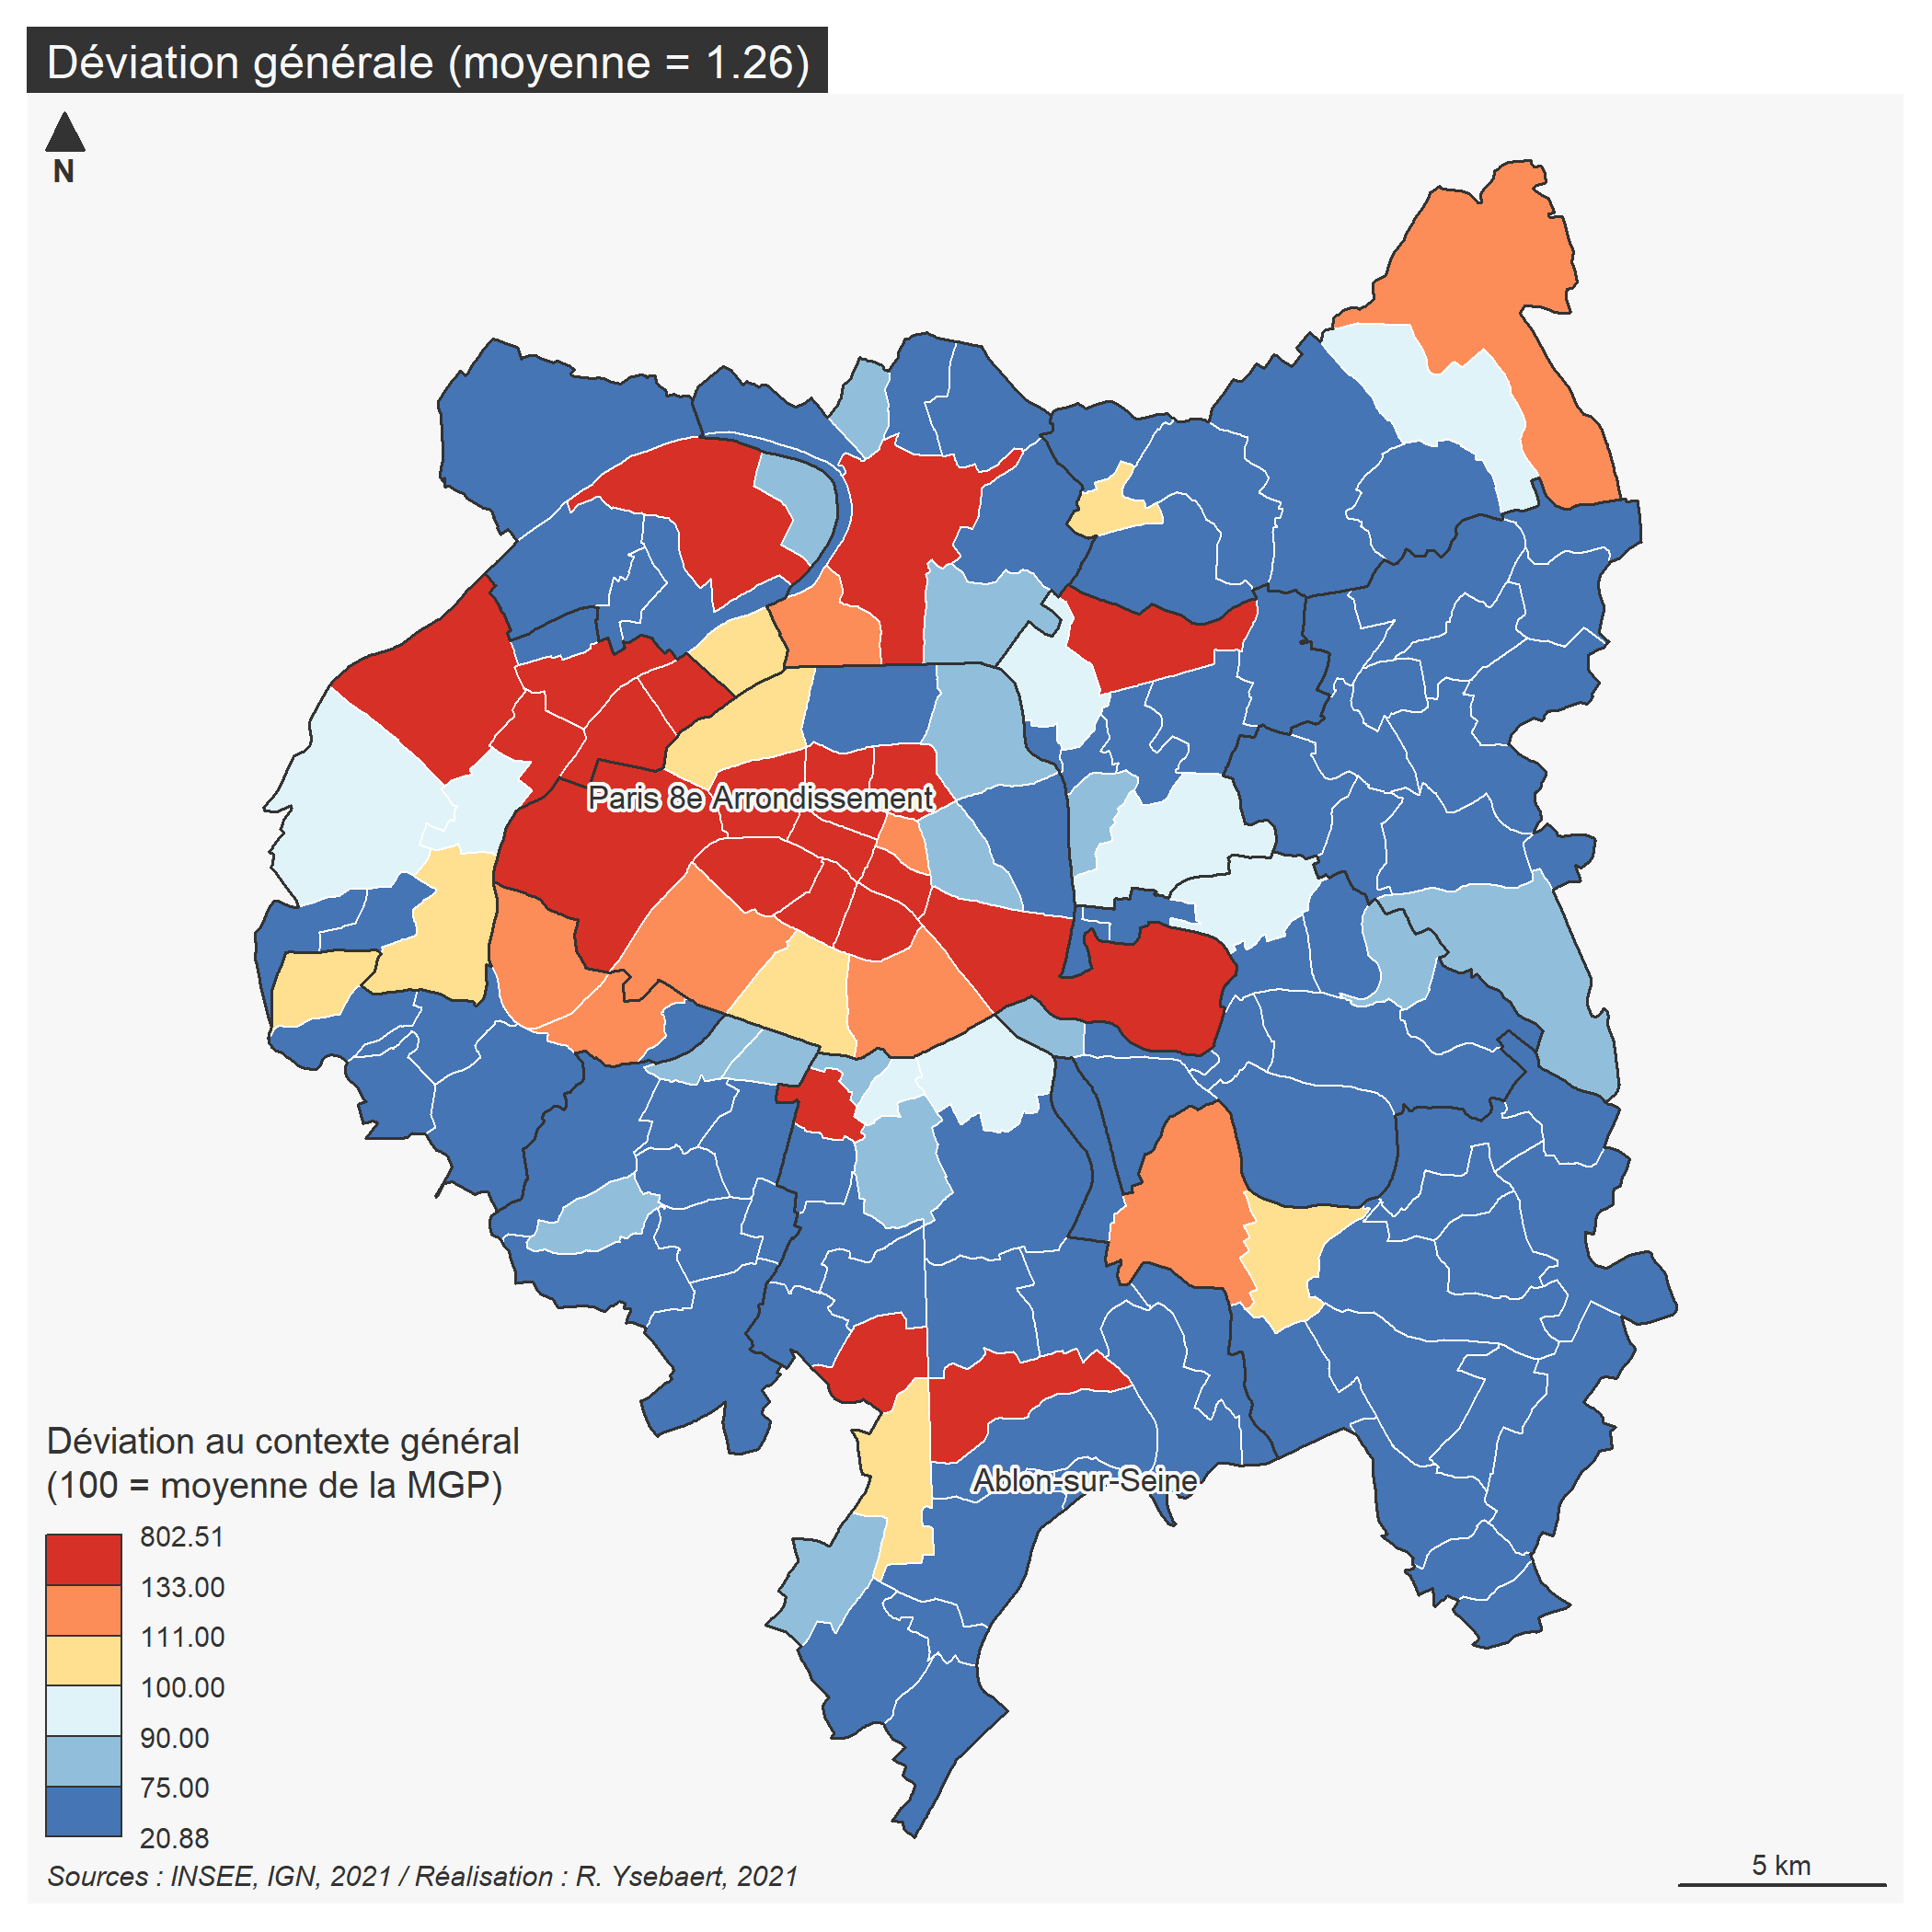 Déviation générale (moyenne = 1.26)
N
Paris 8e Arrondissement
Ablon-sur-Seine
Déviation au contexte général
(100 = moyenne de la MGP)
802.51
133.00
111.00
100.00
90.00
75.00
20.88
Sources : INSEE, IGN, 2021 / Réalisation : R. Ysebaert, 2021
5 km